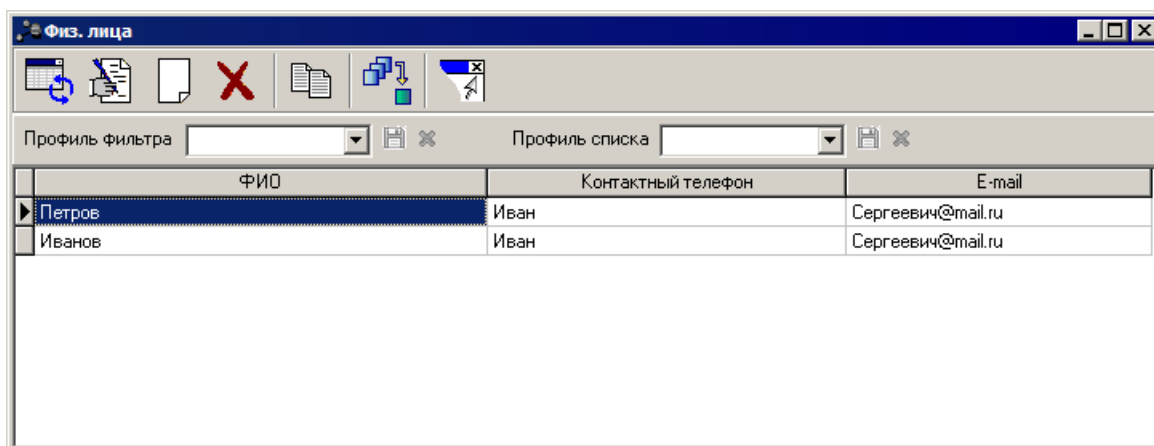 Физ. лица
Профиль фильтра Профиль списка
ФИО Контактный телефон E-mail
Петров Иван Сергеевич@mail.ru
Иванов Иван Сергеевич@mail.ru